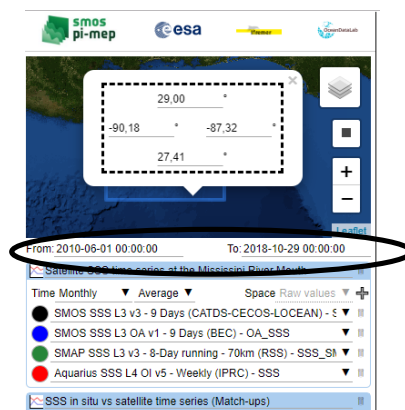 smos
pi-mep
esa
Ifremer
OceanDataLab
×
29,00 °
-90,18 ° -87,32 °
27,41 °
+
−
Leaflet
From: 2010-06-01 00:00:00 To: 2018-10-29 00:00:00
Satellite SSS time series at the Mississipi River Mouth
Time Monthly ▼ Average ▼ Space Raw values ▼
SMOS SSS L3 v3 - 9 Days (CATDS-CECOS-LOCEAN) - S ▼
SMOS SSS L3 OA v1 - 9 Days (BEC) - OA_SSS ▼
SMAP SSS L3 v3 - 8-Day running - 70km (RSS) - SSS_SM ▼
Aquarius SSS L4 OI v5 - Weekly (IPRC) - SSS ▼
SSS in situ vs satellite time series (Match-ups)